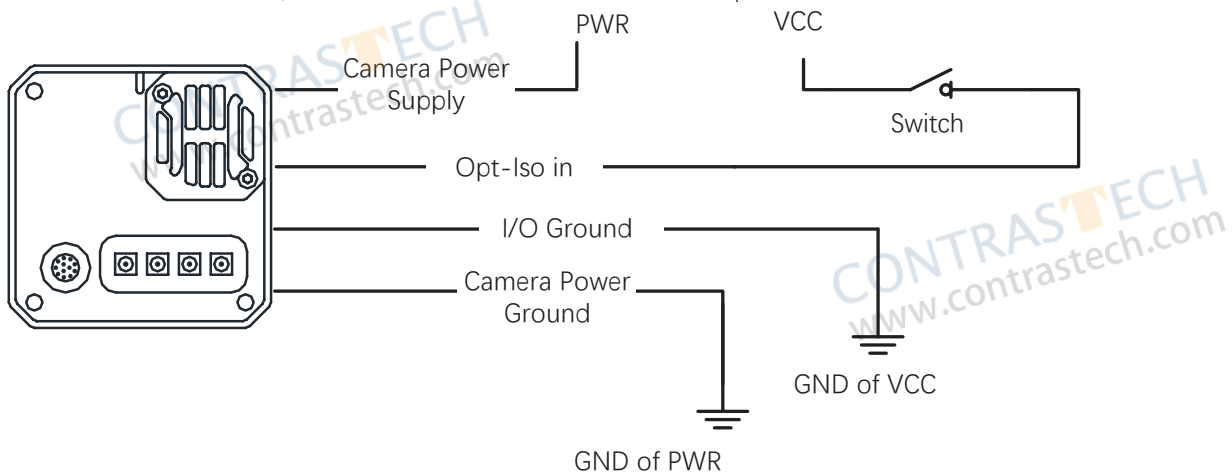 PWR
VCC
CONTRASTECH
www.contrastech.com
Camera Power
Supply
Switch
Opt-Iso in
I/O Ground
CONTRASTECH
www.contrastech.com
Camera Power
Ground
GND of VCC
GND of PWR